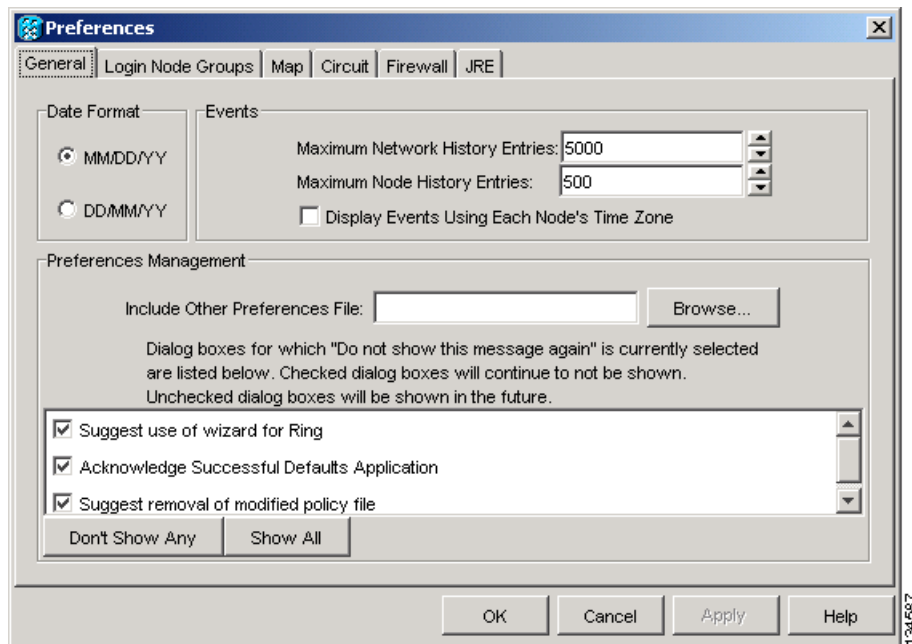 Preferences
General Login Node Groups Map Circuit Firewall JRE
Date Format
MM/DD/YY
DD/MM/YY
Events
Maximum Network History Entries: 5000
Maximum Node History Entries: 500
Display Events Using Each Node's Time Zone
Preferences Management
Include Other Preferences File: Browse...
Dialog boxes for which "Do not show this message again" is currently selected
are listed below. Checked dialog boxes will continue to not be shown.
Unchecked dialog boxes will be shown in the future.
Suggest use of wizard for Ring
Acknowledge Successful Defaults Application
Suggest removal of modified policy file
Don't Show Any Show All
OK Cancel Apply Help